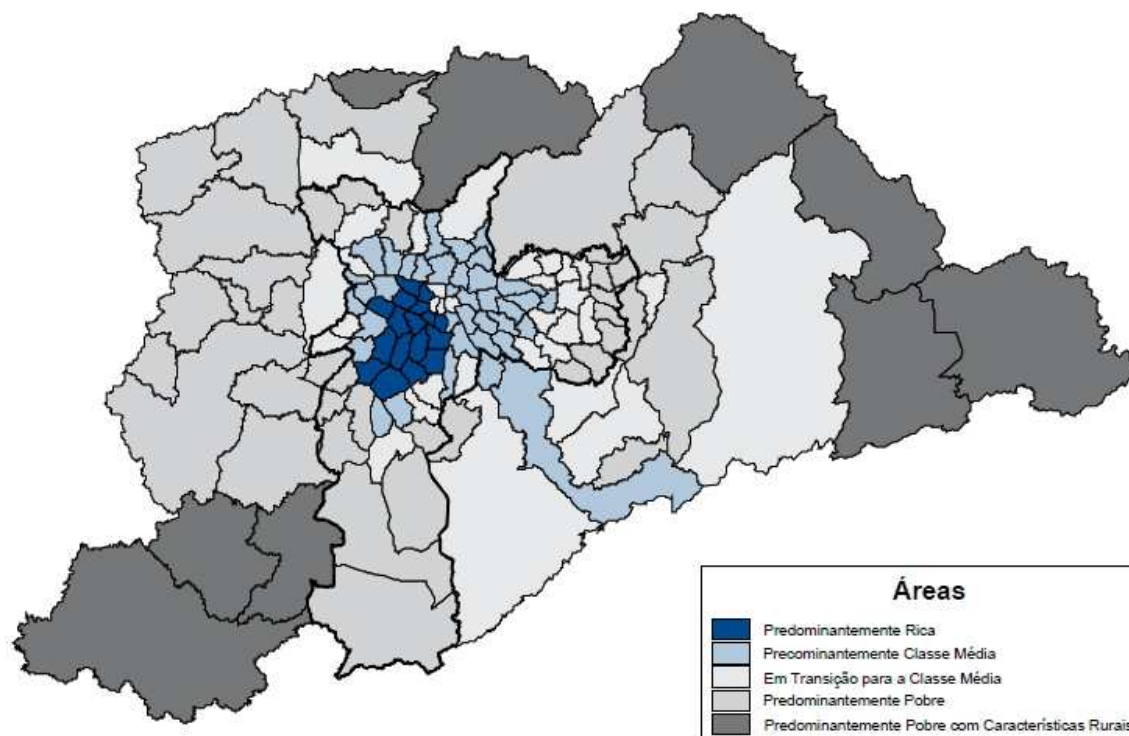 Áreas
Predominantemente Rica
Precominantemente Classe Média
Em Transição para a Classe Média
Predominantemente Pobre
Predominantemente Pobre com Características Rurais